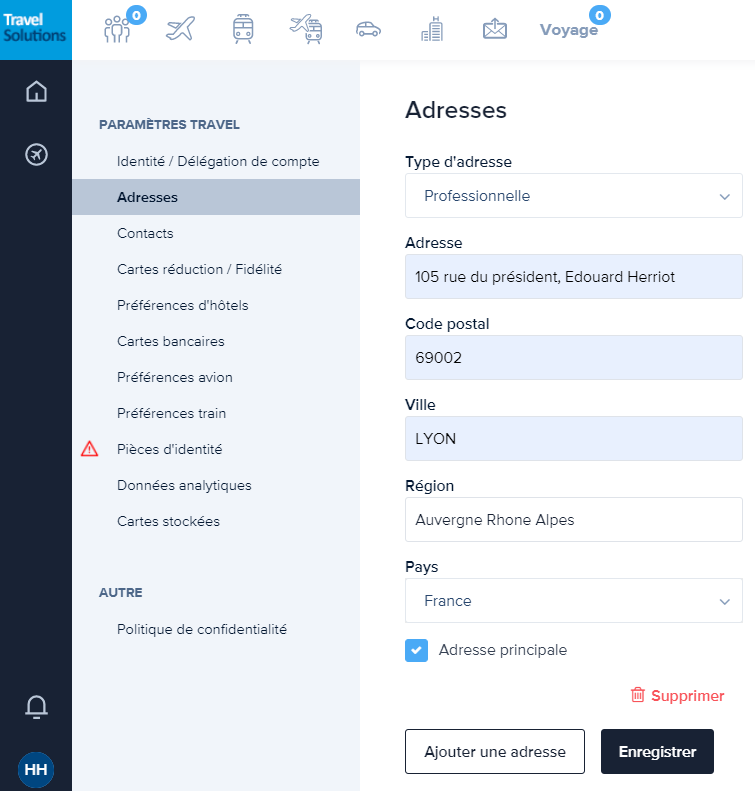 Travel
Solutions
0
Voyage
0
PARAMÈTRES TRAVEL
Identité / Délégation de compte
Adresses
Contacts
Cartes réduction / Fidélité
Préférences d'hôtels
Cartes bancaires
Préférences avion
Préférences train
Pièces d'identité
Données analytiques
Cartes stockées
AUTRE
Politique de confidentialité
HH
Adresses
Type d'adresse
Professionnelle
Adresse
105 rue du président, Edouard Herriot
Code postal
69002
Ville
LYON
Région
Auvergne Rhone Alpes
Pays
France
Adresse principale
Supprimer
Ajouter une adresse
Enregistrer